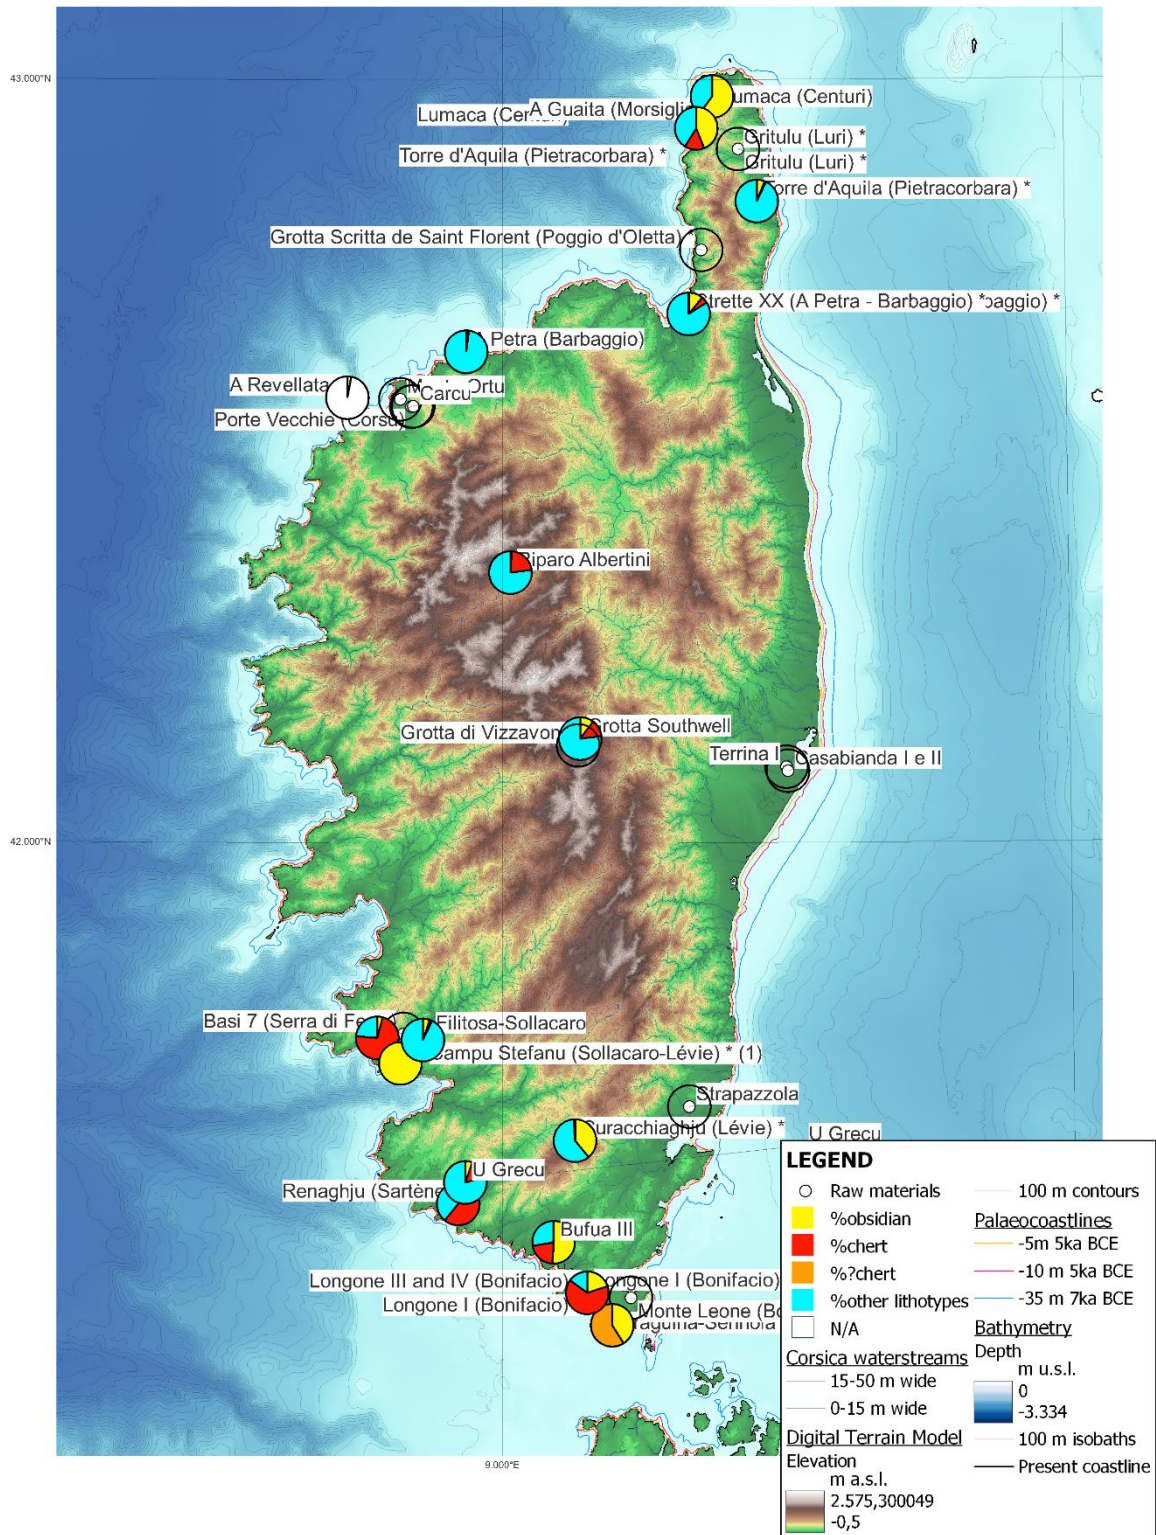 43.000°N
Lumaca (Centuri)
A Guaita (Morsiglia
Lumaca (Centuri)
Gritulu (Luri) *
Torre d'Aquila (Pietracorbara) *
Gritulu (Luri) *
Torre d'Aquila (Pietracorbara) *
Grotta Scritta de Saint Florent (Poggio d'Oletta) *
Strette XX (A Petra - Barbaggio) *
baggio) *
A Petra (Barbaggio)
A Revellata
Ortu
Carcu
Porte Vecchie (Corsu)
Riparo Albertini
Grotta di Vizzavon
Grotta Southwell
Terrina I
Casabianda I e II
42.000°N
Basi 7 (Serra di Fe
Filitosa-Sollacaro
Campu Stefanu (Sollacaro-Lévie) * (1)
Strapazzola
Curacchiaghju (Lévie) *
U Grecu
U Grecu
Renaghju (Sartène
Bufua III
Longone III and IV (Bonifacio)
Longone I (Bonifacio)
Longone I (Bonifacio)
Monte Leone (Bo
9.000°E
LEGEND
Raw materials
%obsidian
%chert
%?chert
%other lithotypes
N/A
Corsica waterstreams
15-50 m wide
0-15 m wide
Digital Terrain Model
Elevation
m a.s.l.
2.575,300049
-0,5
100 m contours
Palaeocoastlines
-5m 5ka BCE
-10 m 5ka BCE
-35 m 7ka BCE
Bathymetry
Depth
m u.s.l.
0
-3.334
100 m isobaths
Present coastline